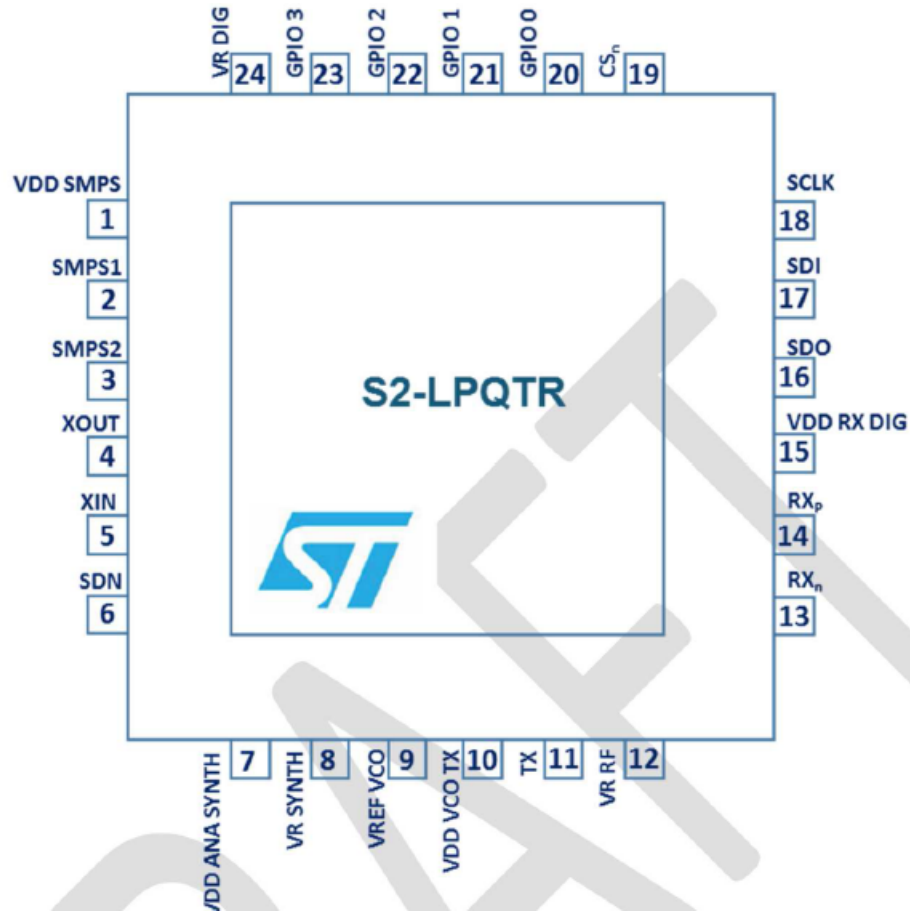 VR DIG
GPIO 3
GPIO 2
GPIO 1
GPIO 0
CSn
24
23
22
21
20
19
VDD SMPS
1
SMPS1
2
SMPS2
3
XOUT
4
XIN
5
SDN
6
S2-LPQTR
ST
SCLK
18
SDI
17
SDO
16
VDD RX DIG
15
RXp
14
RXn
13
7
8
9
10
11
12
VDD ANA SYNTH
VR SYNTH
VREF VCO
VDD VCO TX
TX
VR RF